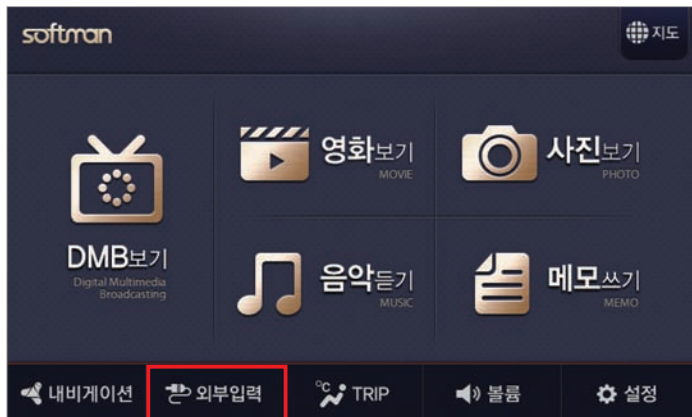 softman
지도
영화보기
MOVIE
사진보기
PHOTO
DMB보기
Digital Multimedia
Broadcasting
음악듣기
MUSIC
메모쓰기
MEMO
내비게이션
외부입력
℃ TRIP
볼륨
설정